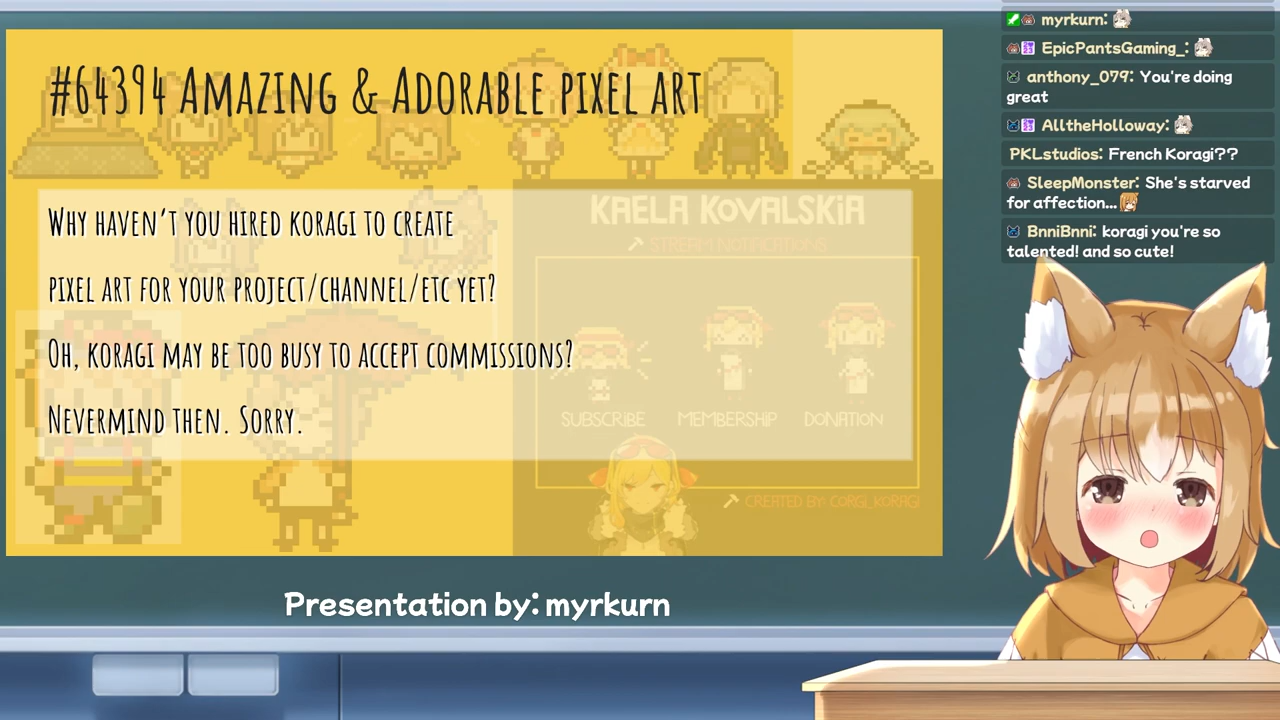 #64394 Amazing & Adorable pixel art
Why haven't you hired koragi to create
pixel art for your project/channel/etc yet?
Oh, koragi may be too busy to accept commissions?
Nevermind then. Sorry.
KAELA KOVALSKIA
STREAM NOTIFICATIONS
SUBSCRIBE MEMBERSHIP DONATION
CREATED BY: CORGI_KORAGI
Presentation by: myrkurn
myrkurn:
EpicPantsGaming_:
anthony_079: You're doing
great
AlltheHolloway:
PKLstudios: French Koragi??
SleepMonster: She's starved
for affection...
BnniBnni: koragi you're so
talented! and so cute!